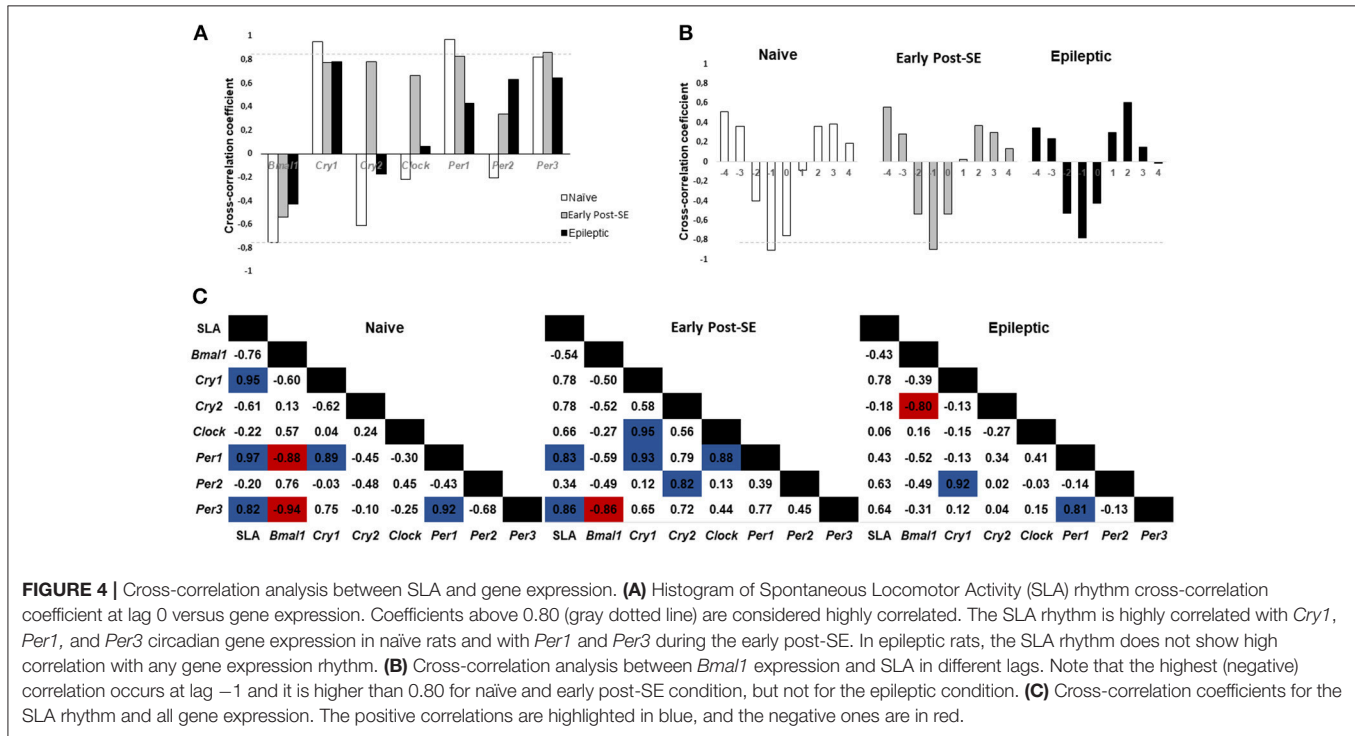 A
1
0,8
0,6
0,4
0,2
0
-0,2
-0,4
-0,6
-0,8
-1
Cross-correlation coefficient
Bmal1 Cry1 Cry2 Clock Per1 Per2 Per3
Naïve
Early Post-SE
Epileptic
B
Naive Early Post-SE Epileptic
1
0,8
0,6
0,4
0,2
0
-0,2
-0,4
-0,6
-0,8
-1
Cross-correlation coeficcient
-4 -3 -2 -1 0 1 2 3 4 -4 -3 -2 -1 0 1 2 3 4 -4 -3 -2 -1 0 1 2 3 4
C
SLA Naive Early Post-SE Epileptic
Bmal1 -0.76 -0.54 -0.43
Cry1 0.95 -0.60 0.78 -0.50 0.78 -0.39
Cry2 -0.61 0.13 -0.62 0.78 -0.52 0.58 -0.18 -0.80 -0.13
Clock -0.22 0.57 0.04 0.24 0.66 -0.27 0.95 0.56 0.06 0.16 -0.15 -0.27
Per1 0.97 -0.88 0.89 -0.45 -0.30 0.83 -0.59 0.93 0.79 0.88 0.43 -0.52 -0.13 0.34 0.41
Per2 -0.20 0.76 -0.03 -0.48 0.45 -0.43 0.34 -0.49 0.12 0.82 0.13 0.39 0.63 -0.49 0.92 0.02 -0.03 -0.14
Per3 0.82 -0.94 0.75 -0.10 -0.25 0.92 -0.68 0.86 -0.86 0.65 0.72 0.44 0.77 0.45 0.64 -0.31 0.12 0.04 0.15 0.81 -0.13
SLA Bmal1 Cry1 Cry2 Clock Per1 Per2 Per3 SLA Bmal1 Cry1 Cry2 Clock Per1 Per2 Per3 SLA Bmal1 Cry1 Cry2 Clock Per1 Per2 Per3
FIGURE 4 | Cross-correlation analysis between SLA and gene expression. (A) Histogram of Spontaneous Locomotor Activity (SLA) rhythm cross-correlation
coefficient at lag 0 versus gene expression. Coefficients above 0.80 (gray dotted line) are considered highly correlated. The SLA rhythm is highly correlated with Cry1,
Per1, and Per3 circadian gene expression in naïve rats and with Per1 and Per3 during the early post-SE. In epileptic rats, the SLA rhythm does not show high
correlation with any gene expression rhythm. (B) Cross-correlation analysis between Bmal1 expression and SLA in different lags. Note that the highest (negative)
correlation occurs at lag −1 and it is higher than 0.80 for naïve and early post-SE condition, but not for the epileptic condition. (C) Cross-correlation coefficients for the
SLA rhythm and all gene expression. The positive correlations are highlighted in blue, and the negative ones are in red.